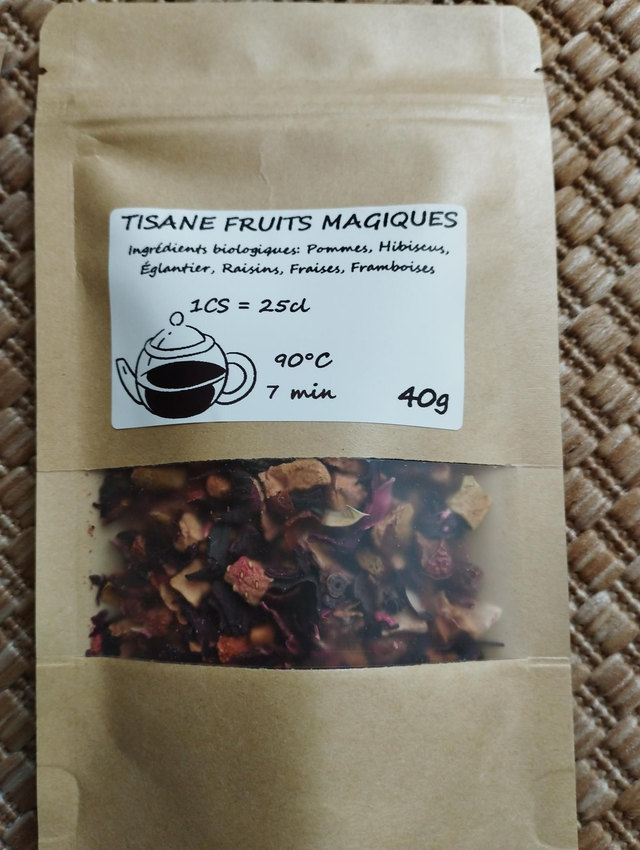 TISANE FRUITS MAGIQUES
Ingrédients biologiques: Pommes, Hibiscus,
Églantier, Raisins, Fraises, Framboises
1CS = 25cl
90°C
7 min
40g